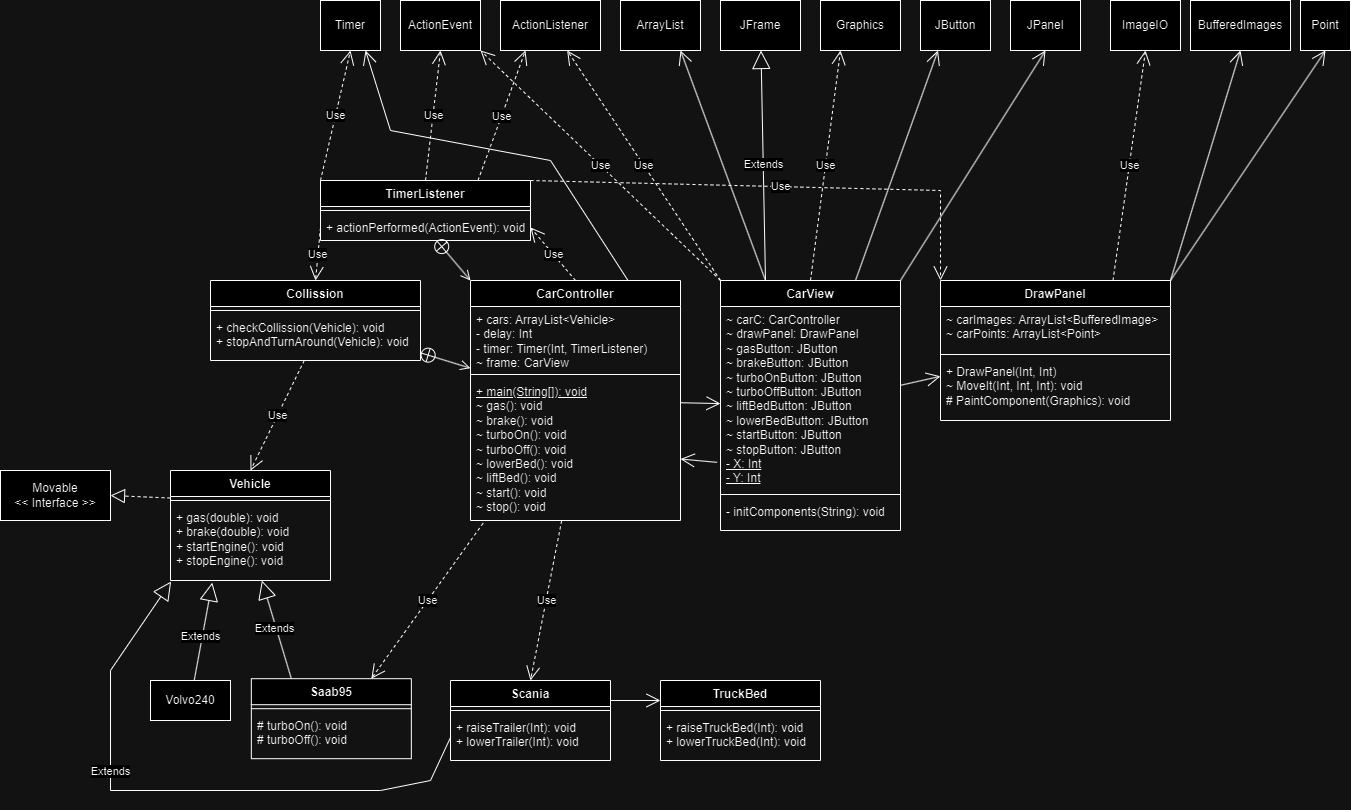 Timer
ActionEvent
ActionListener
ArrayList
JFrame
Graphics
JButton
JPanel
ImageIO
BufferedImages
Point
Use
Use
Use
Use
Use
Extends
Use
Use
Use
TimerListener
+ actionPerformed(ActionEvent): void
Use
Use
Collission
+ checkCollission(Vehicle): void
+ stopAndTurnAround(Vehicle): void
CarController
+ cars: ArrayList<Vehicle>
- delay: Int
- timer: Timer(Int, TimerListener)
~ frame: CarView
+ main(String[]): void
~ gas(): void
~ brake(): void
~ turboOn(): void
~ turboOff(): void
~ lowerBed(): void
~ liftBed(): void
~ start(): void
~ stop(): void
CarView
~ carC: CarController
~ drawPanel: DrawPanel
~ gasButton: JButton
~ brakeButton: JButton
~ turboOnButton: JButton
~ turboOffButton: JButton
~ liftBedButton: JButton
~ lowerBedButton: JButton
~ startButton: JButton
~ stopButton: JButton
- X: Int
- Y: Int
- initComponents(String): void
DrawPanel
~ carImages: ArrayList<BufferedImage>
~ carPoints: ArrayList<Point>
+ DrawPanel(Int, Int)
~ MoveIt(Int, Int, Int): void
# PaintComponent(Graphics): void
Use
Movable
<< Interface >>
Vehicle
+ gas(double): void
+ brake(double): void
+ startEngine(): void
+ stopEngine(): void
Use
Use
Extends
Extends
Volvo240
Saab95
# turboOn(): void
# turboOff(): void
Scania
+ raiseTrailer(Int): void
+ lowerTrailer(Int): void
TruckBed
+ raiseTruckBed(Int): void
+ lowerTruckBed(Int): void
Extends